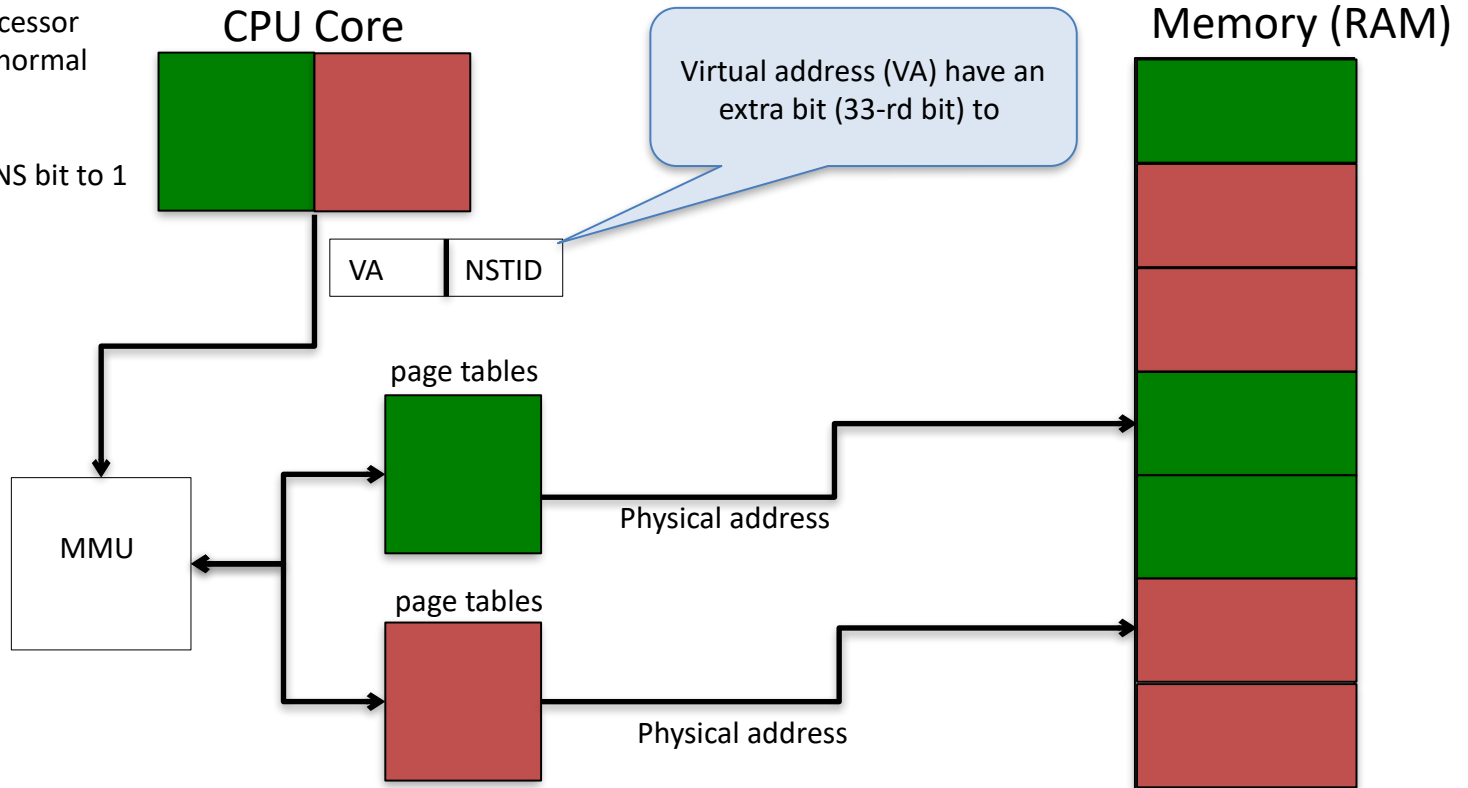 cessor
normal
NS bit to 1
CPU Core
Virtual address (VA) have an
extra bit (33-rd bit) to
Memory (RAM)
VA
NSTID
page tables
Physical address
MMU
page tables
Physical address